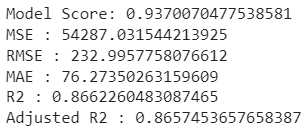 Model Score: 0.9370070477538581
MSE : 54287.031544213925
RMSE : 232.9957758076612
MAE : 76.27350263159609
R2 : 0.8662260483087465
Adjusted R2 : 0.8657453657658387